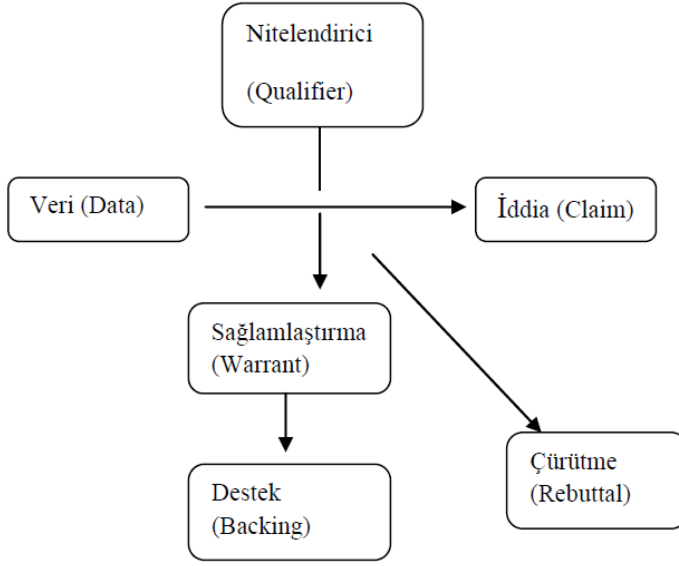 Nitelendirici
(Qualifier)
Veri (Data)
İddia (Claim)
Sağlamlaştırma
(Warrant)
Destek
(Backing)
Çürütme
(Rebuttal)